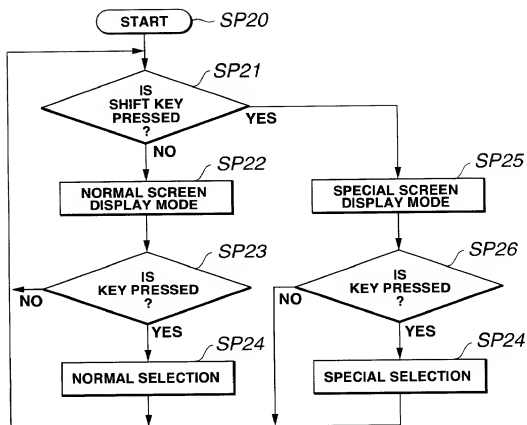 START
SP20
SP21
IS
SHIFT KEY
PRESSED
?
YES
NO
SP22
NORMAL SCREEN
DISPLAY MODE
SP25
SPECIAL SCREEN
DISPLAY MODE
SP23
IS
KEY PRESSED
?
NO
YES
SP26
IS
KEY PRESSED
?
NO
YES
SP24
NORMAL SELECTION
SP24
SPECIAL SELECTION